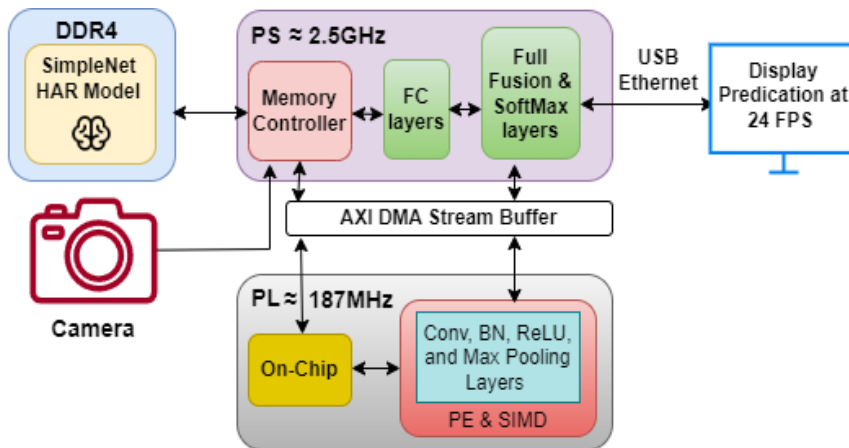 DDR4
SimpleNet
HAR Model
PS ≈ 2.5GHz
Memory
Controller
FC
layers
Full
Fusion &
SoftMax
layers
USB
Ethernet
Display
Predication at
24 FPS
AXI DMA Stream Buffer
Camera
PL ≈ 187MHz
On-Chip
Conv, BN, ReLU,
and Max Pooling
Layers
PE & SIMD